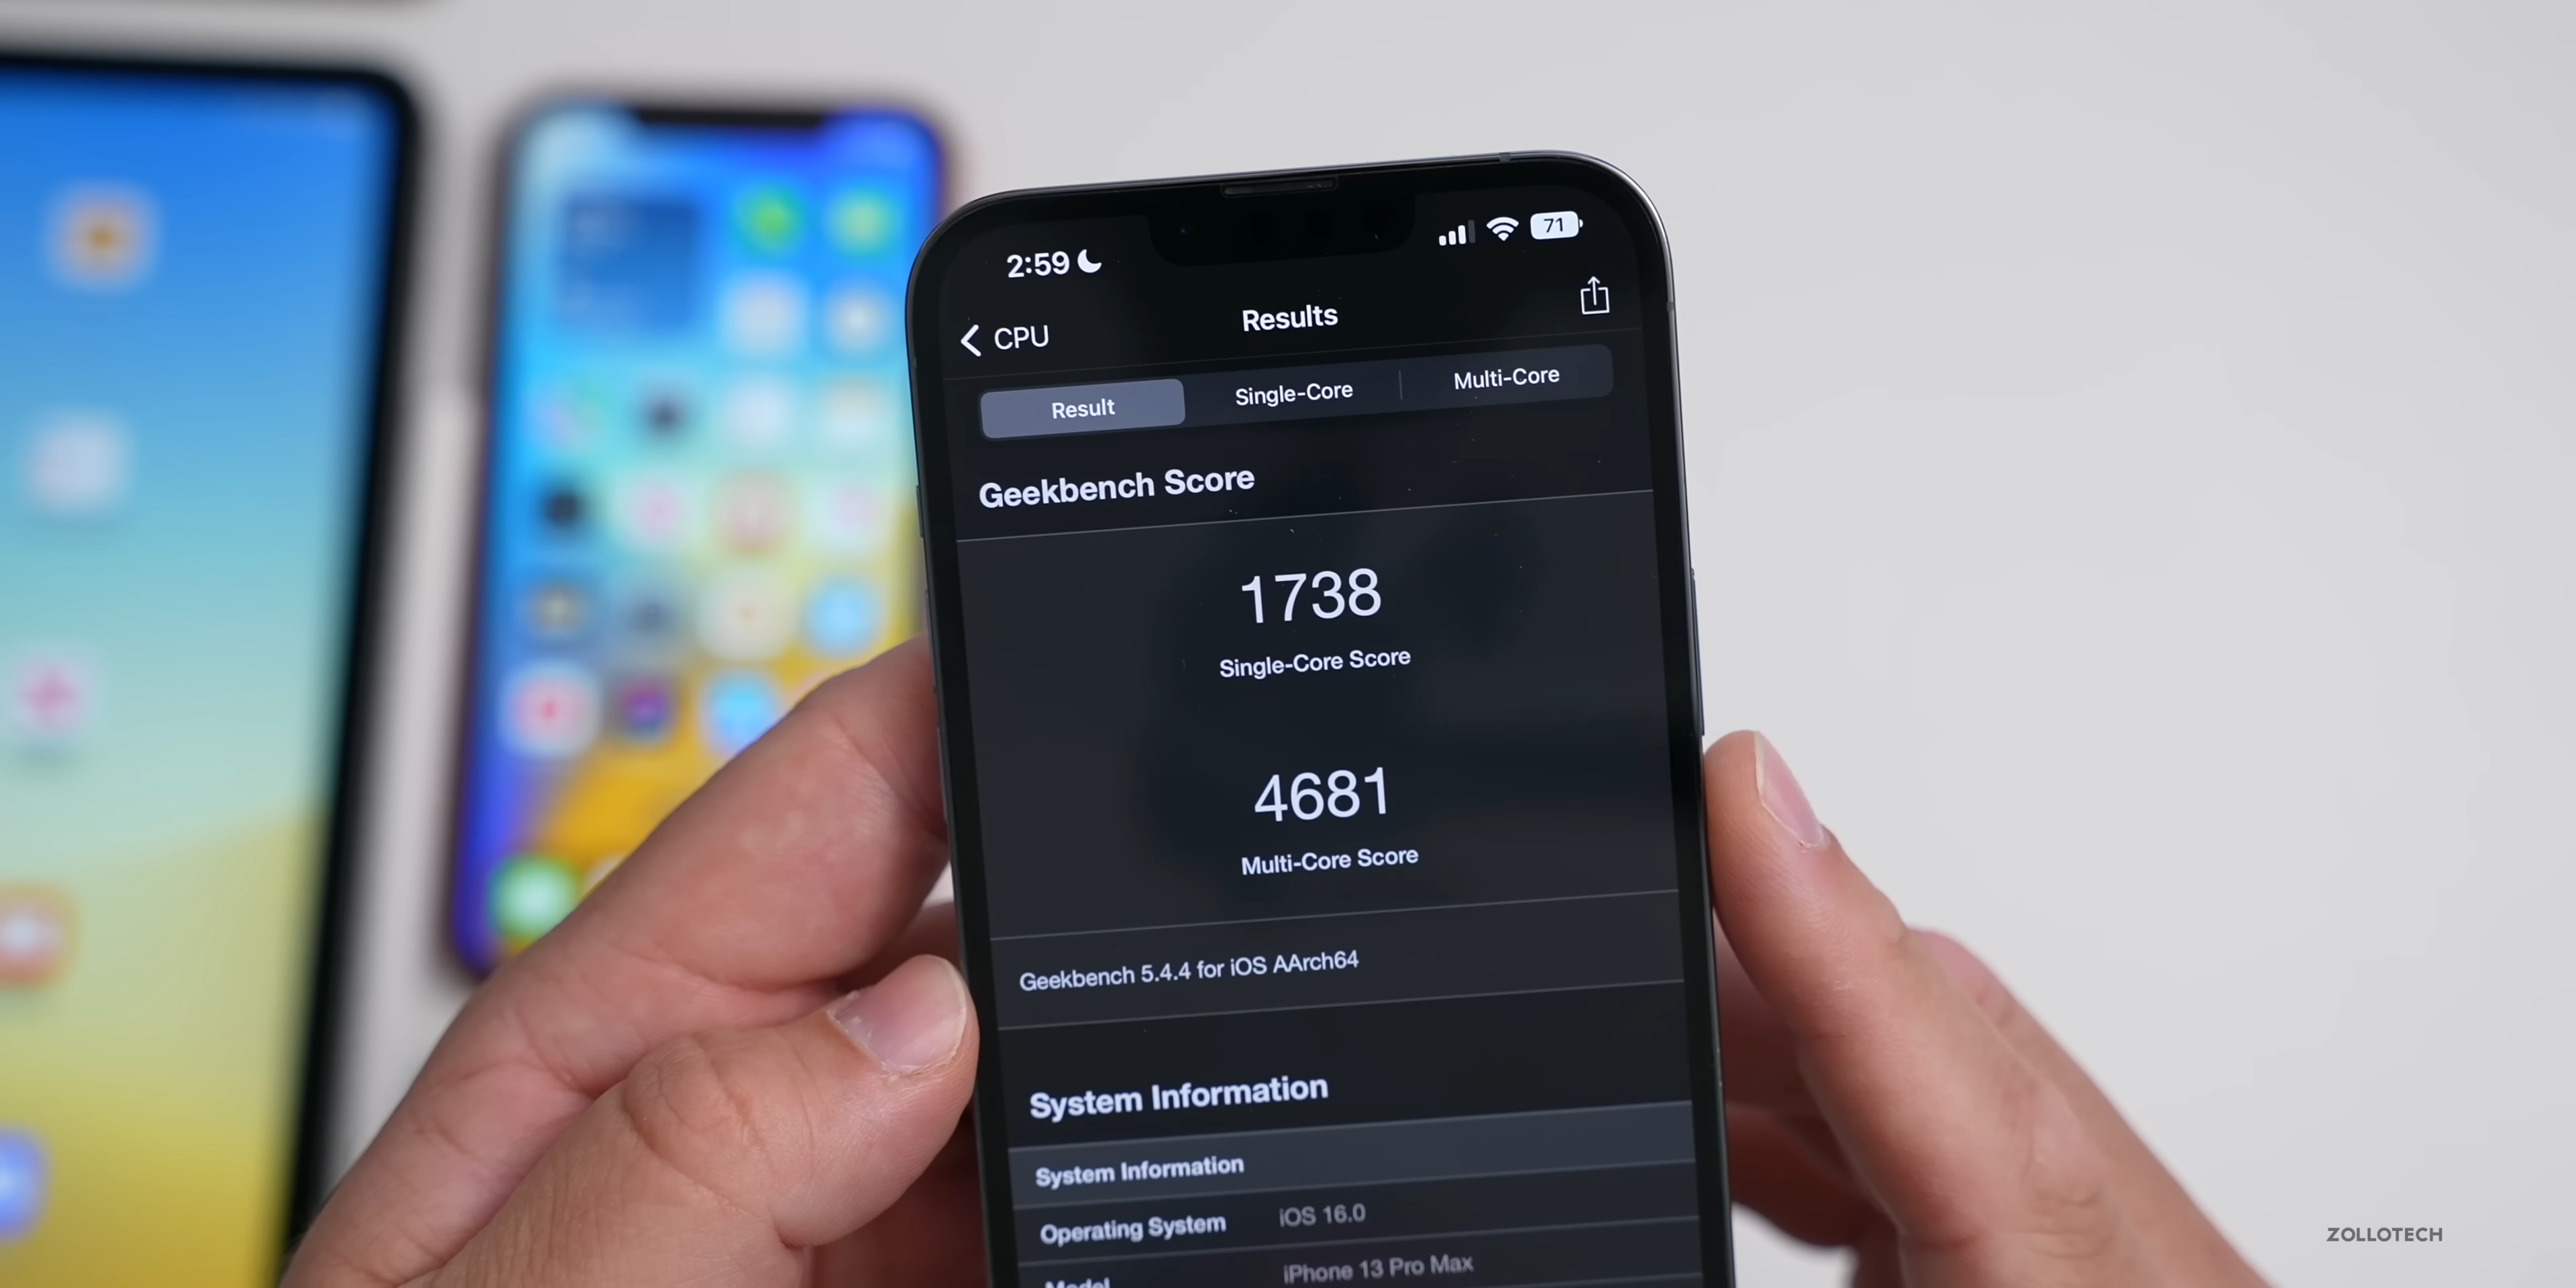 2:59
71
CPU
Results
Result
Single-Core
Multi-Core
Geekbench Score
1738
Single-Core Score
4681
Multi-Core Score
Geekbench 5.4.4 for iOS AArch64
System Information
System Information
Operating System iOS 16.0
Model iPhone 13 Pro Max
ZOLLOTECH